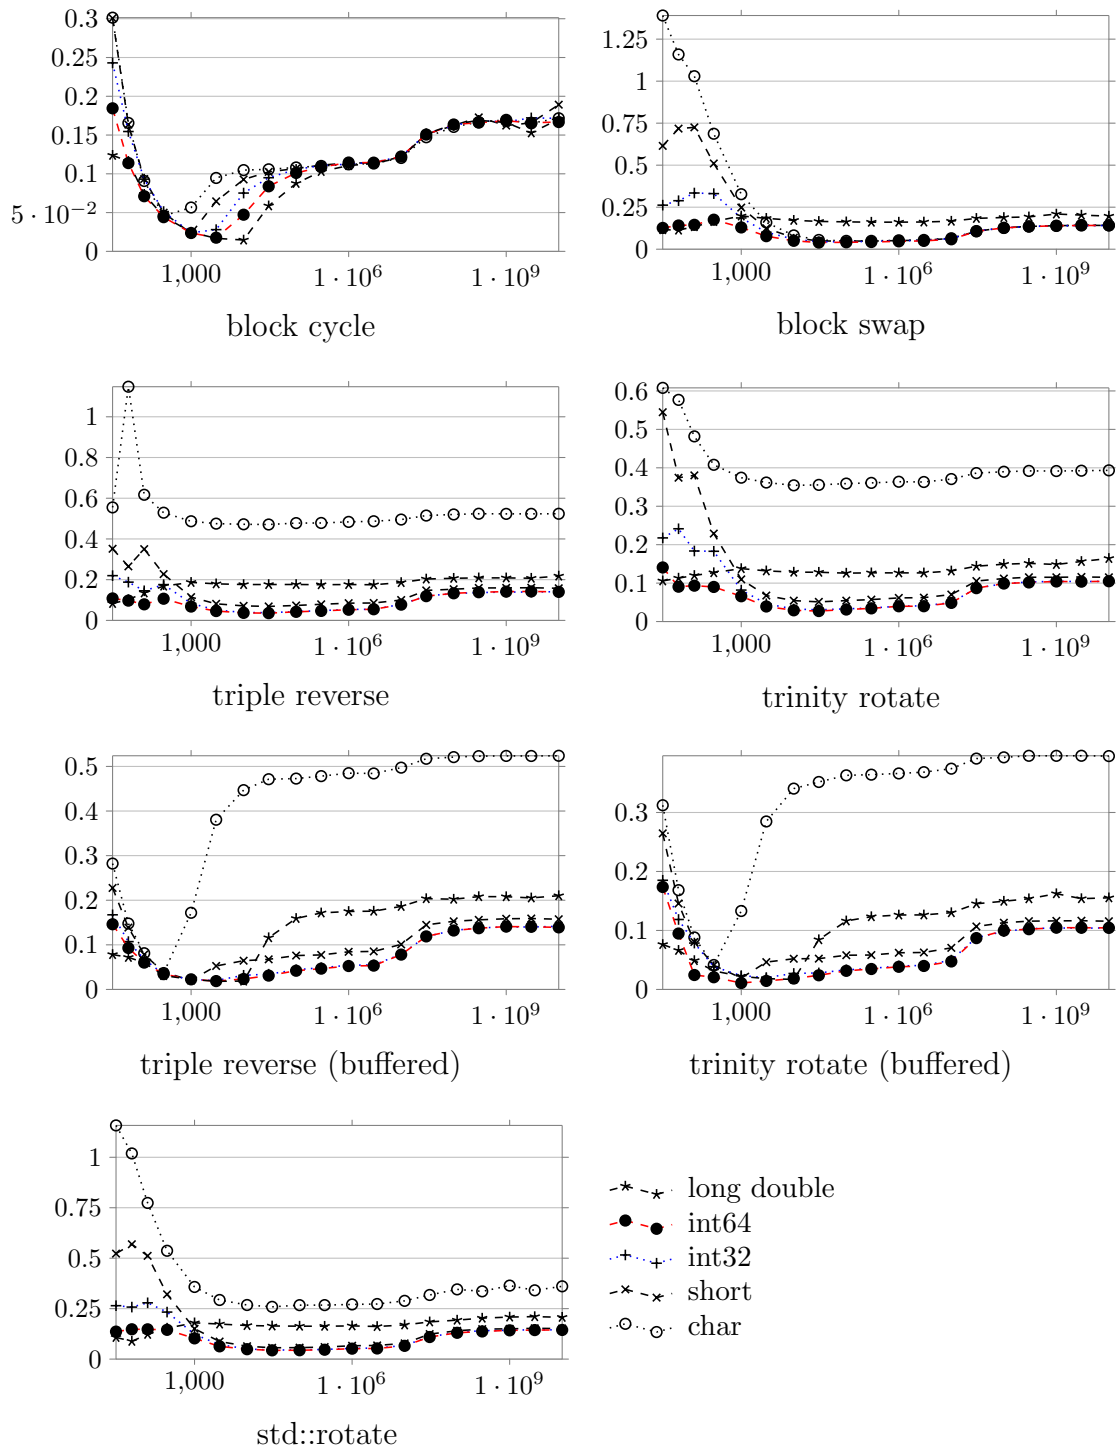 0.3
0.25
0.2
0.15
0.1
5 · 10⁻²
0
1,000
1 · 10⁶
1 · 10⁹
block cycle
1.25
1
0.75
0.5
0.25
0
1,000
1 · 10⁶
1 · 10⁹
block swap
1
0.8
0.6
0.4
0.2
0
1,000
1 · 10⁶
1 · 10⁹
triple reverse
0.6
0.5
0.4
0.3
0.2
0.1
0
1,000
1 · 10⁶
1 · 10⁹
trinity rotate
0.5
0.4
0.3
0.2
0.1
0
1,000
1 · 10⁶
1 · 10⁹
triple reverse (buffered)
0.3
0.2
0.1
0
1,000
1 · 10⁶
1 · 10⁹
trinity rotate (buffered)
1
0.75
0.5
0.25
0
1,000
1 · 10⁶
1 · 10⁹
std::rotate
long double
int64
int32
short
char